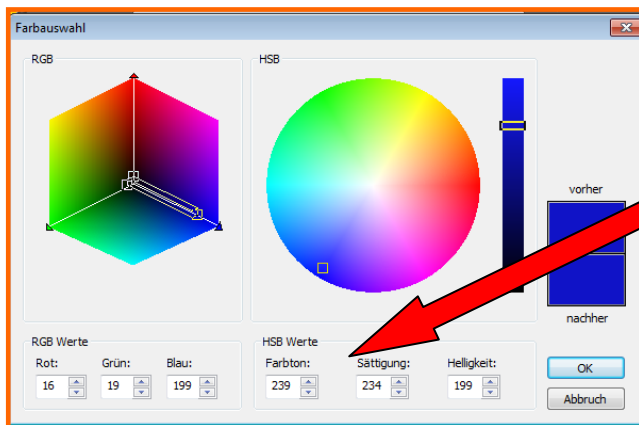 Farbauswahl
RGB
HSB
vorher
nachher
RGB Werte
Rot:
Grün:
Blau:
16
19
199
HSB Werte
Farbton:
Sättigung:
Helligkeit:
239
234
199
OK
Abbruch